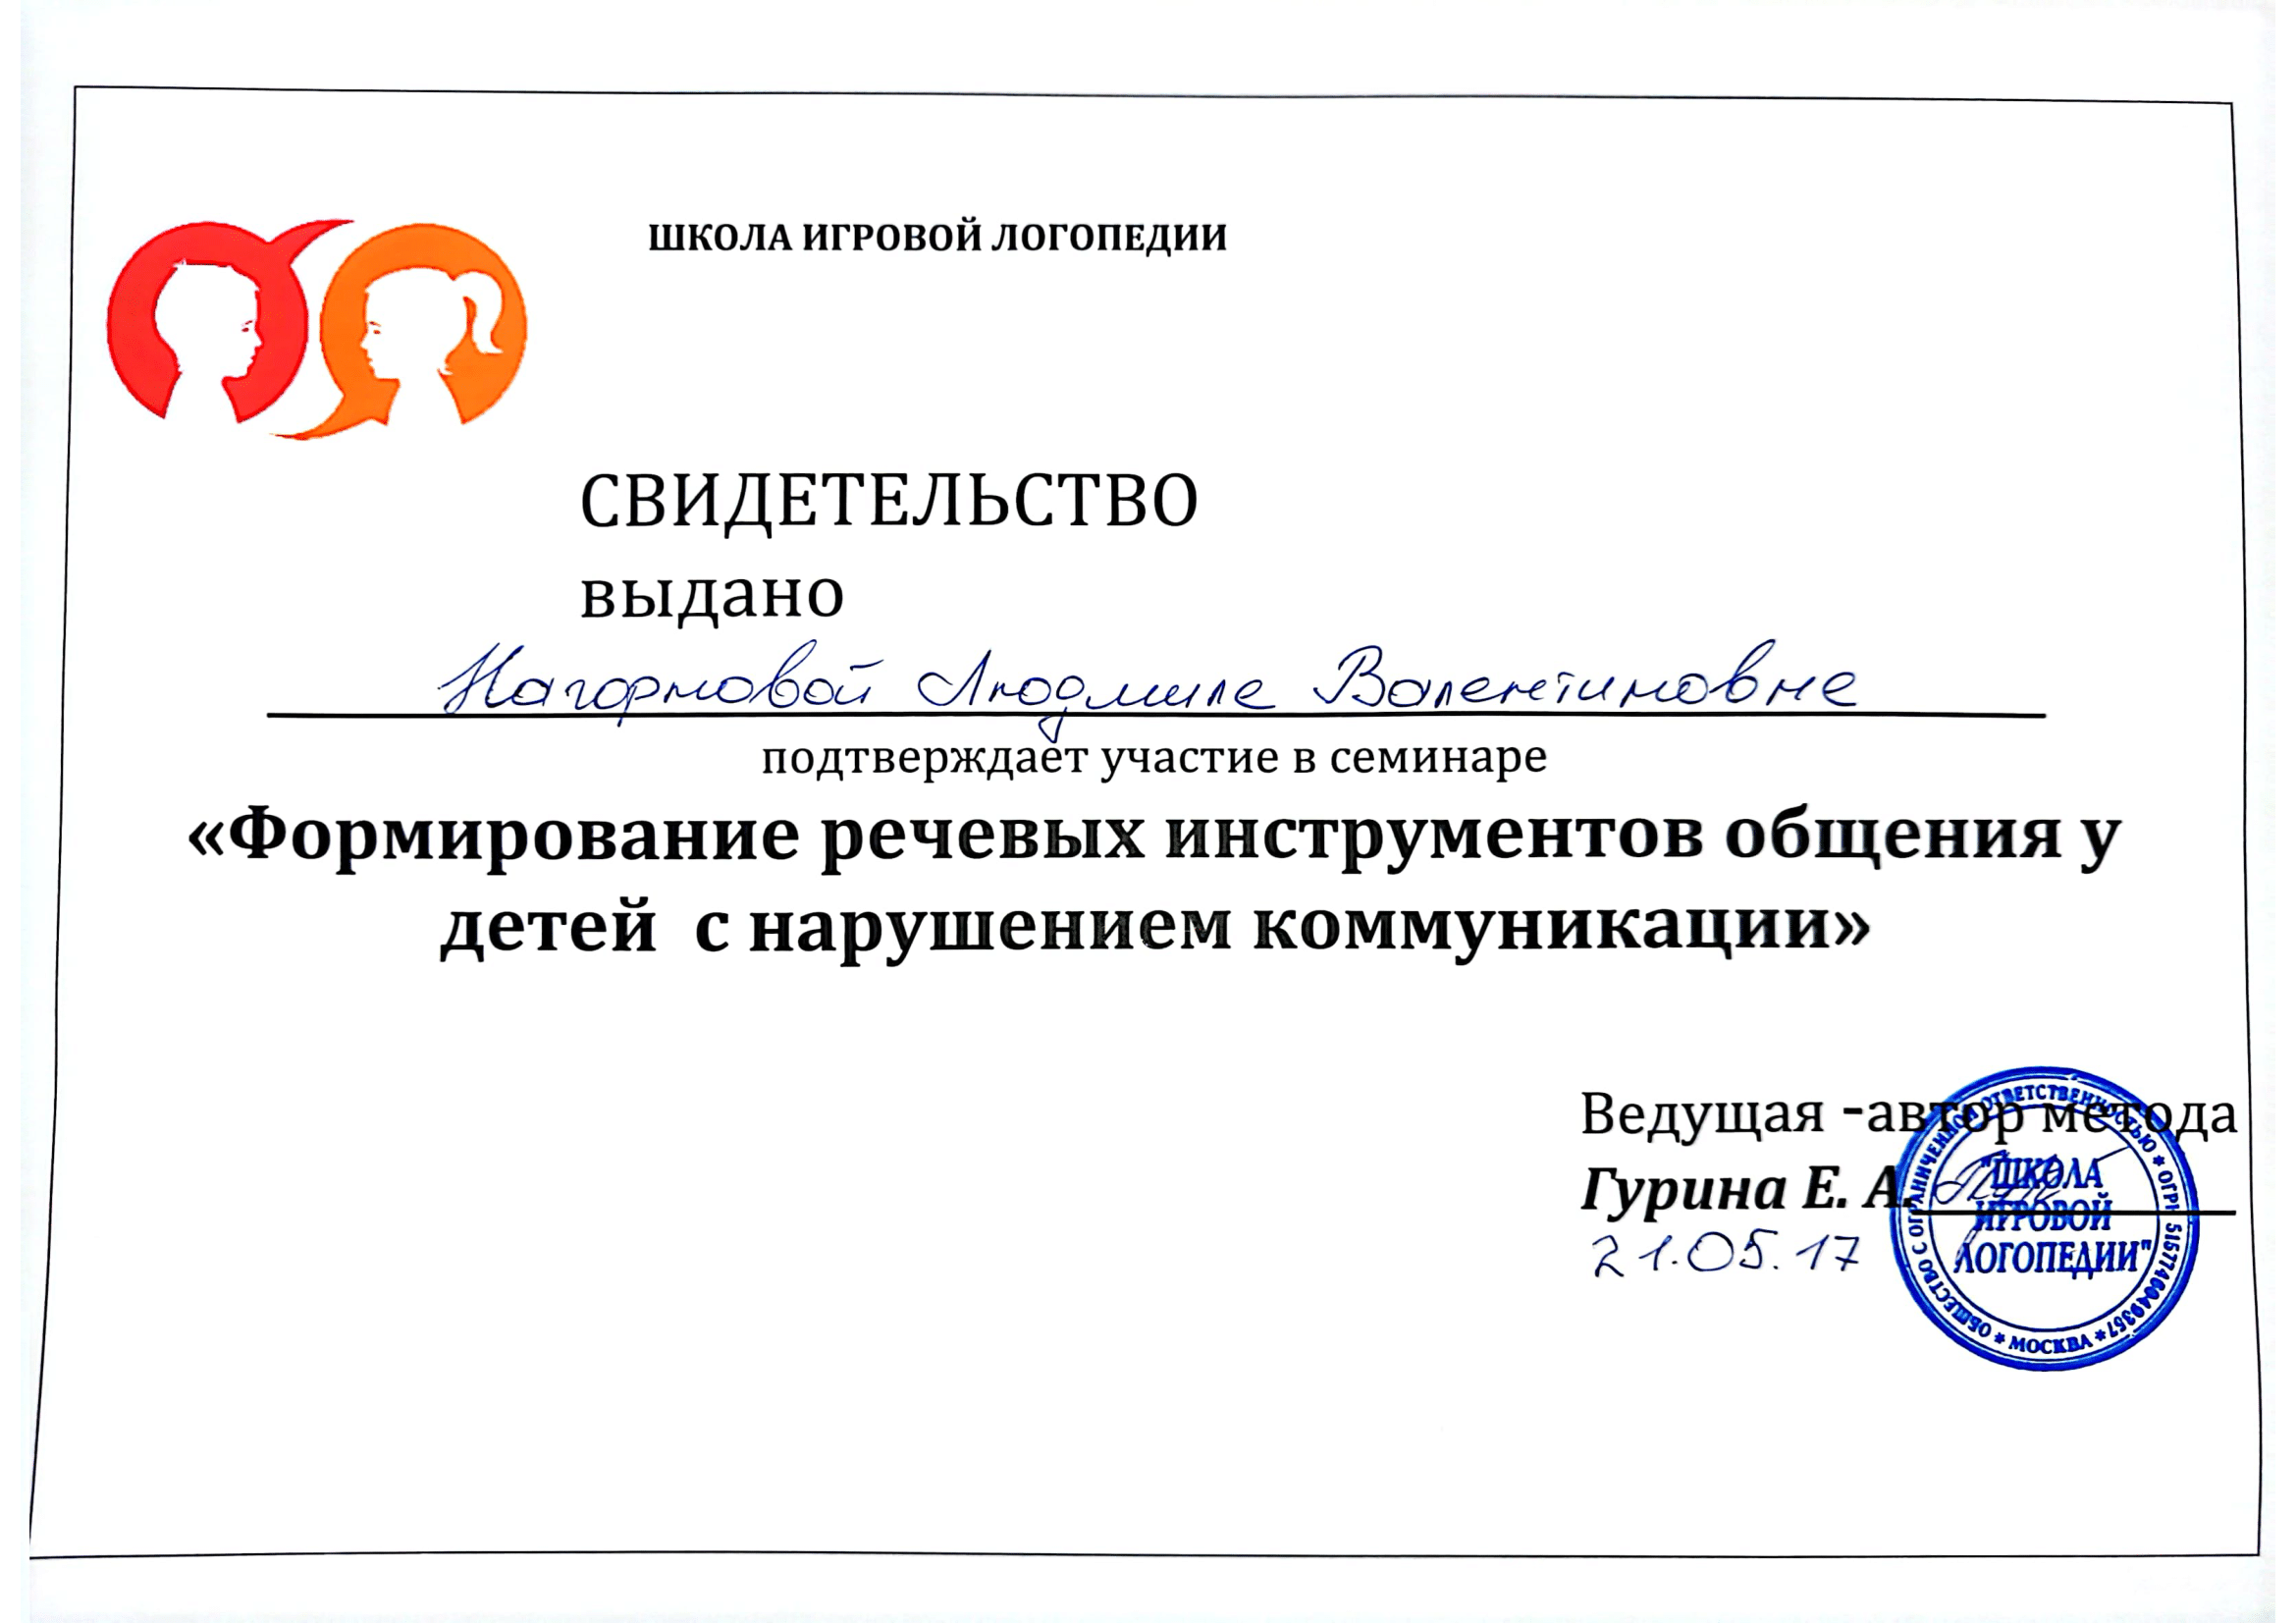 ШКОЛА ИГРОВОЙ ЛОГОПЕДИИ
СВИДЕТЕЛЬСТВО
выдано
Нагорновой Людмиле Валентиновне
подтверждает участие в семинаре
«Формирование речевых инструментов общения у
детей с нарушением коммуникации»
Ведущая -автор метода
Гурина Е. А.
21.05.17
ОБЩЕСТВО С ОГРАНИЧЕННОЙ ОТВЕТСТВЕННОСТЬЮ * ОГРН 5157746049367 * МОСКВА *
"ШКОЛА
ИГРОВОЙ
ЛОГОПЕДИИ"